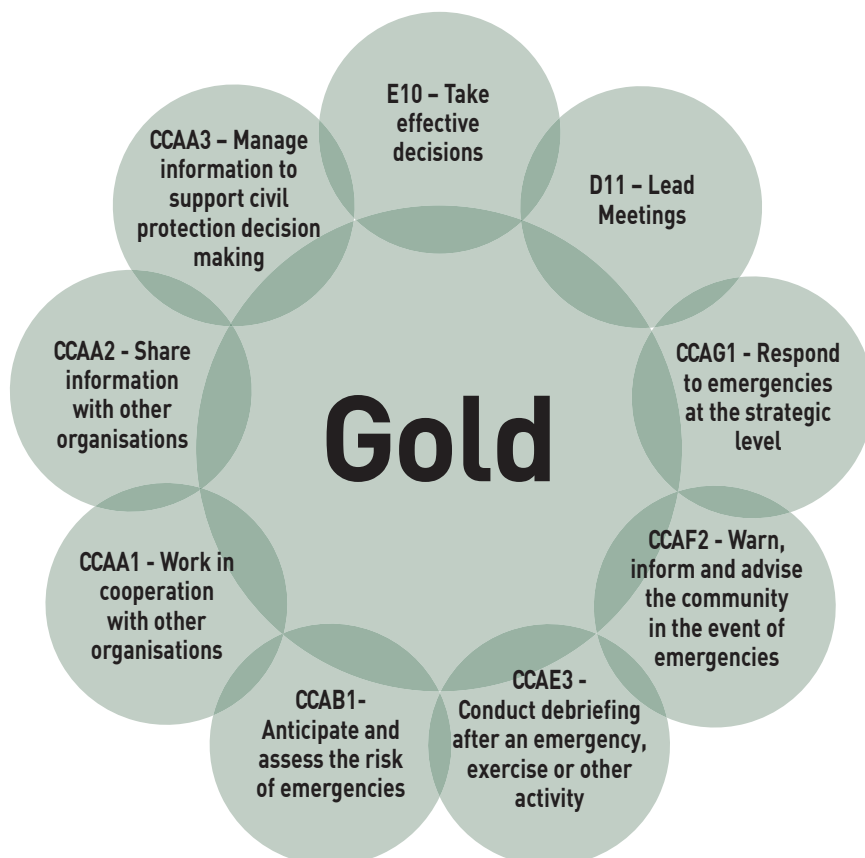 E10 – Take
effective
decisions
D11 – Lead
Meetings
CCAG1 - Respond
to emergencies
at the strategic
level
CCAF2 - Warn,
inform and advise
the community
in the event of
emergencies
CCAE3 -
Conduct debriefing
after an emergency,
exercise or other
activity
CCAB1-
Anticipate and
assess the risk
of emergencies
CCAA1 - Work in
cooperation
with other
organisations
CCAA2 - Share
information
with other
organisations
CCAA3 – Manage
information to
support civil
protection decision
making
Gold